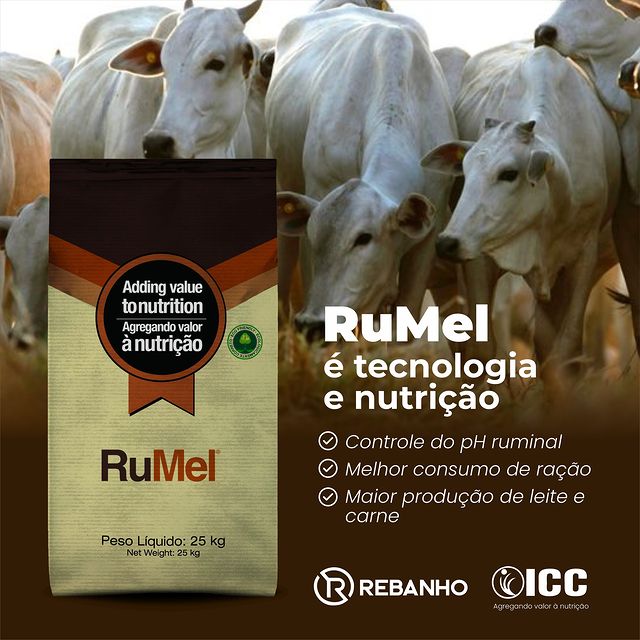 Adding value
to nutrition
Agregando valor
à nutrição
RuMel®
Peso Líquido: 25 kg
Net Weight: 25 kg
RuMel
é tecnologia
e nutrição
Controle do pH ruminal
Melhor consumo de ração
Maior produção de leite e
carne
REBANHO
ICC
Agregando valor à nutrição